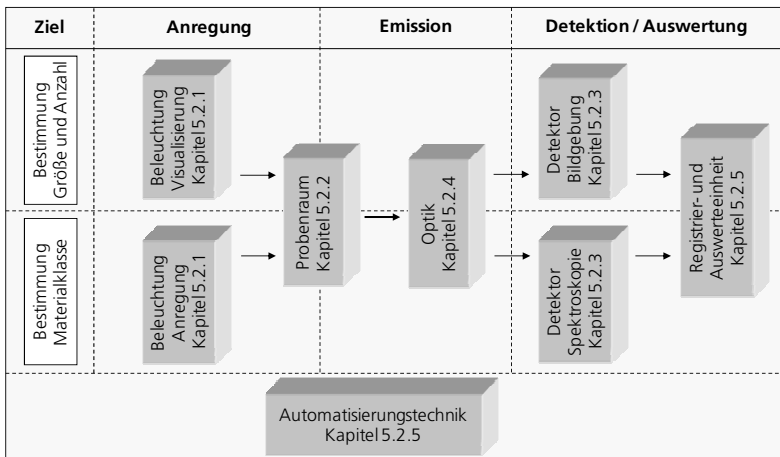 Ziel
Anregung
Emission
Detektion / Auswertung
Bestimmung
Größe und Anzahl
Beleuchtung
Visualisierung
Kapitel 5.2.1
Probenraum
Kapitel 5.2.2
Optik
Kapitel 5.2.4
Detektor
Bildgebung
Kapitel 5.2.3
Registrier- und
Auswerteeinheit
Kapitel 5.2.5
Bestimmung
Materialklasse
Beleuchtung
Anregung
Kapitel 5.2.1
Detektor
Spektroskopie
Kapitel 5.2.3
Automatisierungstechnik
Kapitel 5.2.5